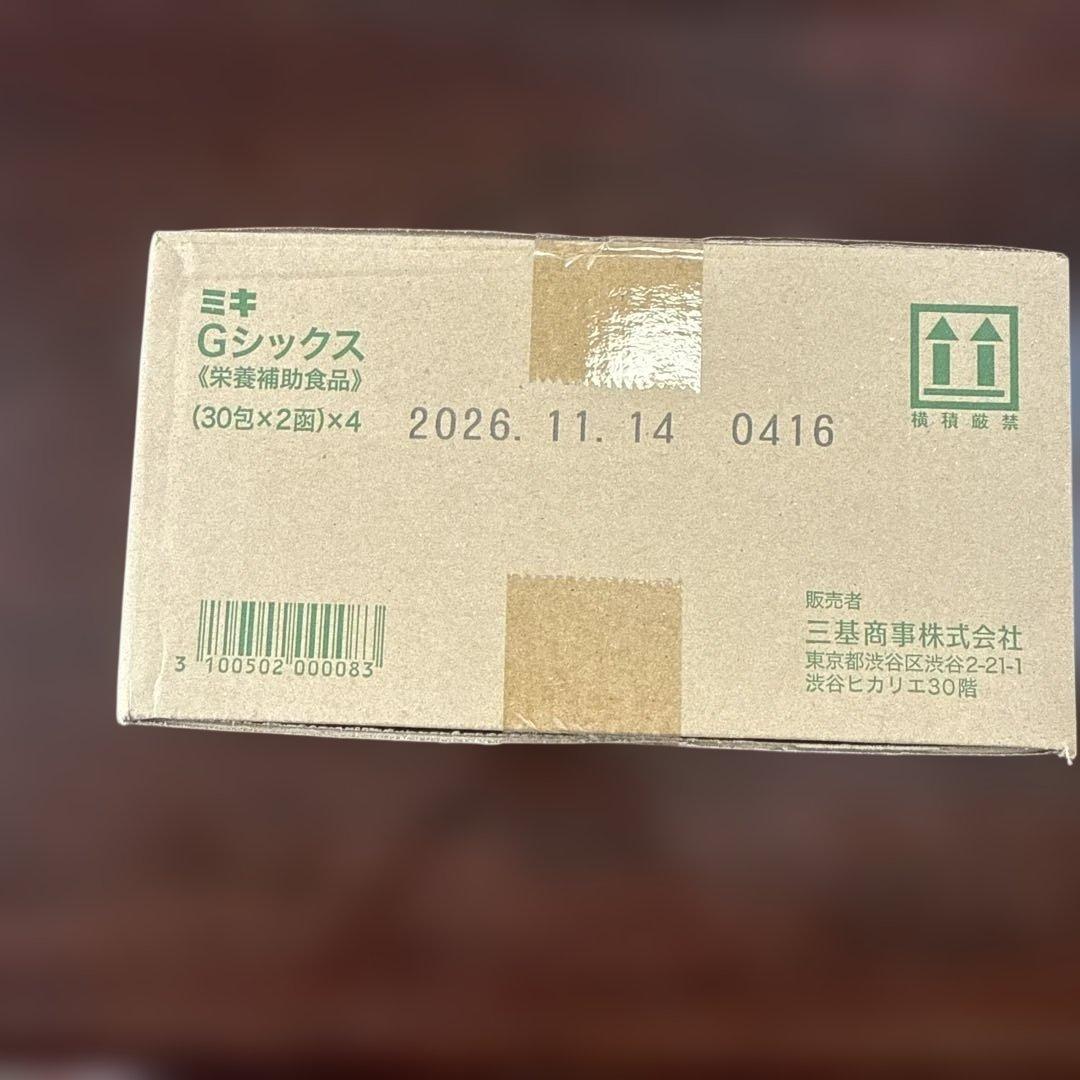 ミキ
Gシックス
《栄養補助食品》
(30包×2函)×4
2026. 11. 14 0416
横積厳禁
3 100502 000083
販売者
三基商事株式会社
東京都渋谷区渋谷2-21-1
渋谷ヒカリエ30階